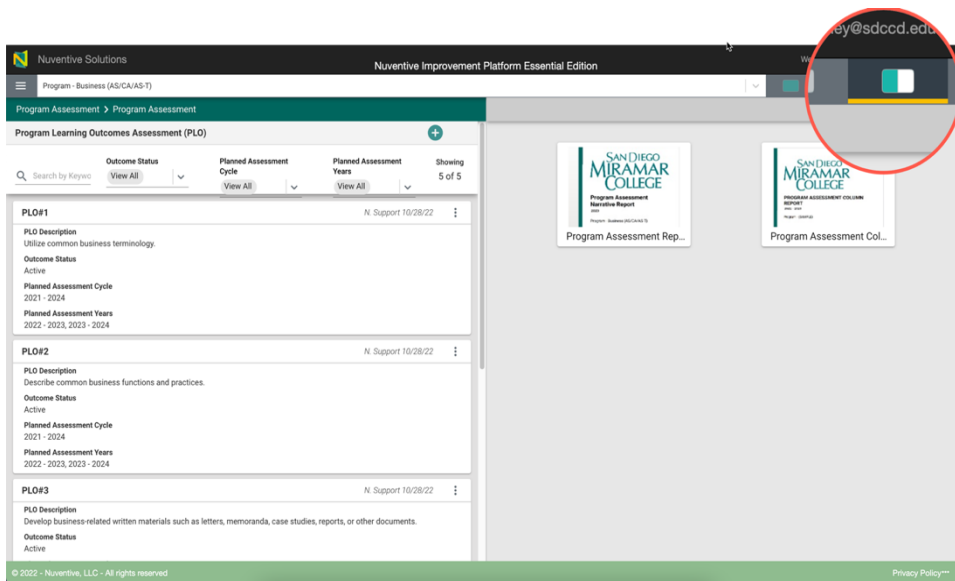 ey@sdccd.edu
Nuventive Solutions
Nuventive Improvement Platform Essential Edition
Program - Business (AS/CA/AS-T)
Program Assessment > Program Assessment
Program Learning Outcomes Assessment (PLO)
Search by Keywo
Outcome Status
View All
Planned Assessment
Cycle
View All
Planned Assessment
Years
View All
Showing
5 of 5
PLO#1
N. Support 10/28/22
PLO Description
Utilize common business terminology.
Outcome Status
Active
Planned Assessment Cycle
2021 - 2024
Planned Assessment Years
2022 - 2023, 2023 - 2024
PLO#2
N. Support 10/28/22
PLO Description
Describe common business functions and practices.
Outcome Status
Active
Planned Assessment Cycle
2021 - 2024
Planned Assessment Years
2022 - 2023, 2023 - 2024
PLO#3
N. Support 10/28/22
PLO Description
Develop business-related written materials such as letters, memoranda, case studies, reports, or other documents.
Outcome Status
Active
SAN DIEGO
MIRAMAR
COLLEGE
Program Assessment
Narrative Report
Program - Business (AS/CA/AS-T)
Program Assessment Rep...
SAN DIEGO
MIRAMAR
COLLEGE
PROGRAM ASSESSMENT COLUMN
REPORT
Program Assessment Col...
© 2022 - Nuventive, LLC - All rights reserved
Privacy Policy•••